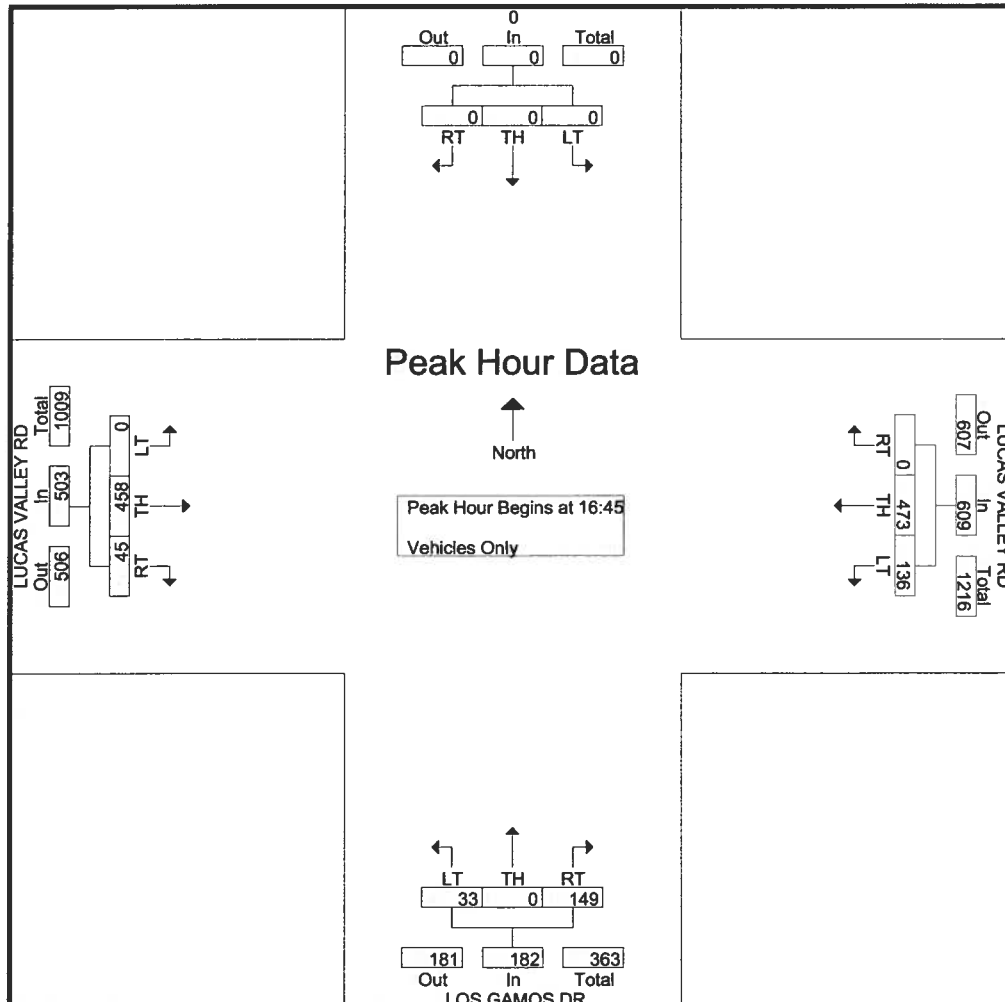 0
Out In Total
0 0 0
0 0 0
RT TH LT
Peak Hour Data
North
Peak Hour Begins at 16:45
Vehicles Only
LUCAS VALLEY RD
Out In Total
506 503 1009
45 458 0
RT TH LT
LUCAS VALLEY RD
Out In Total
607 609 1216
0 473 136
RT TH LT
LT TH RT
33 0 149
181 182 363
Out In Total
LOS GAMOS DR